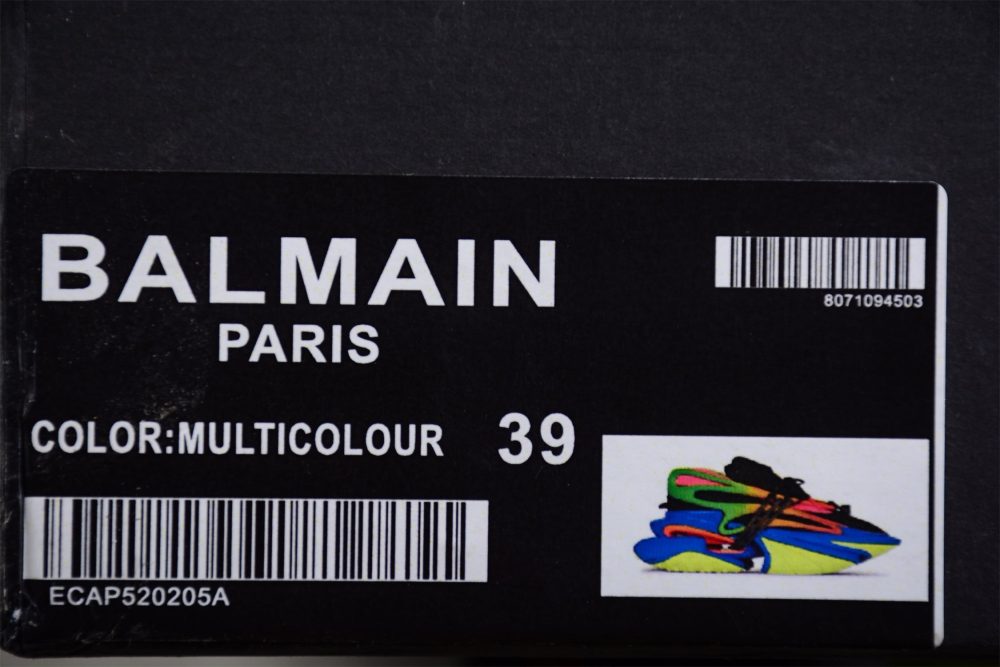 BALMAIN
PARIS
8071094503
COLOR:MULTICOLOUR 39
ECAP520205A